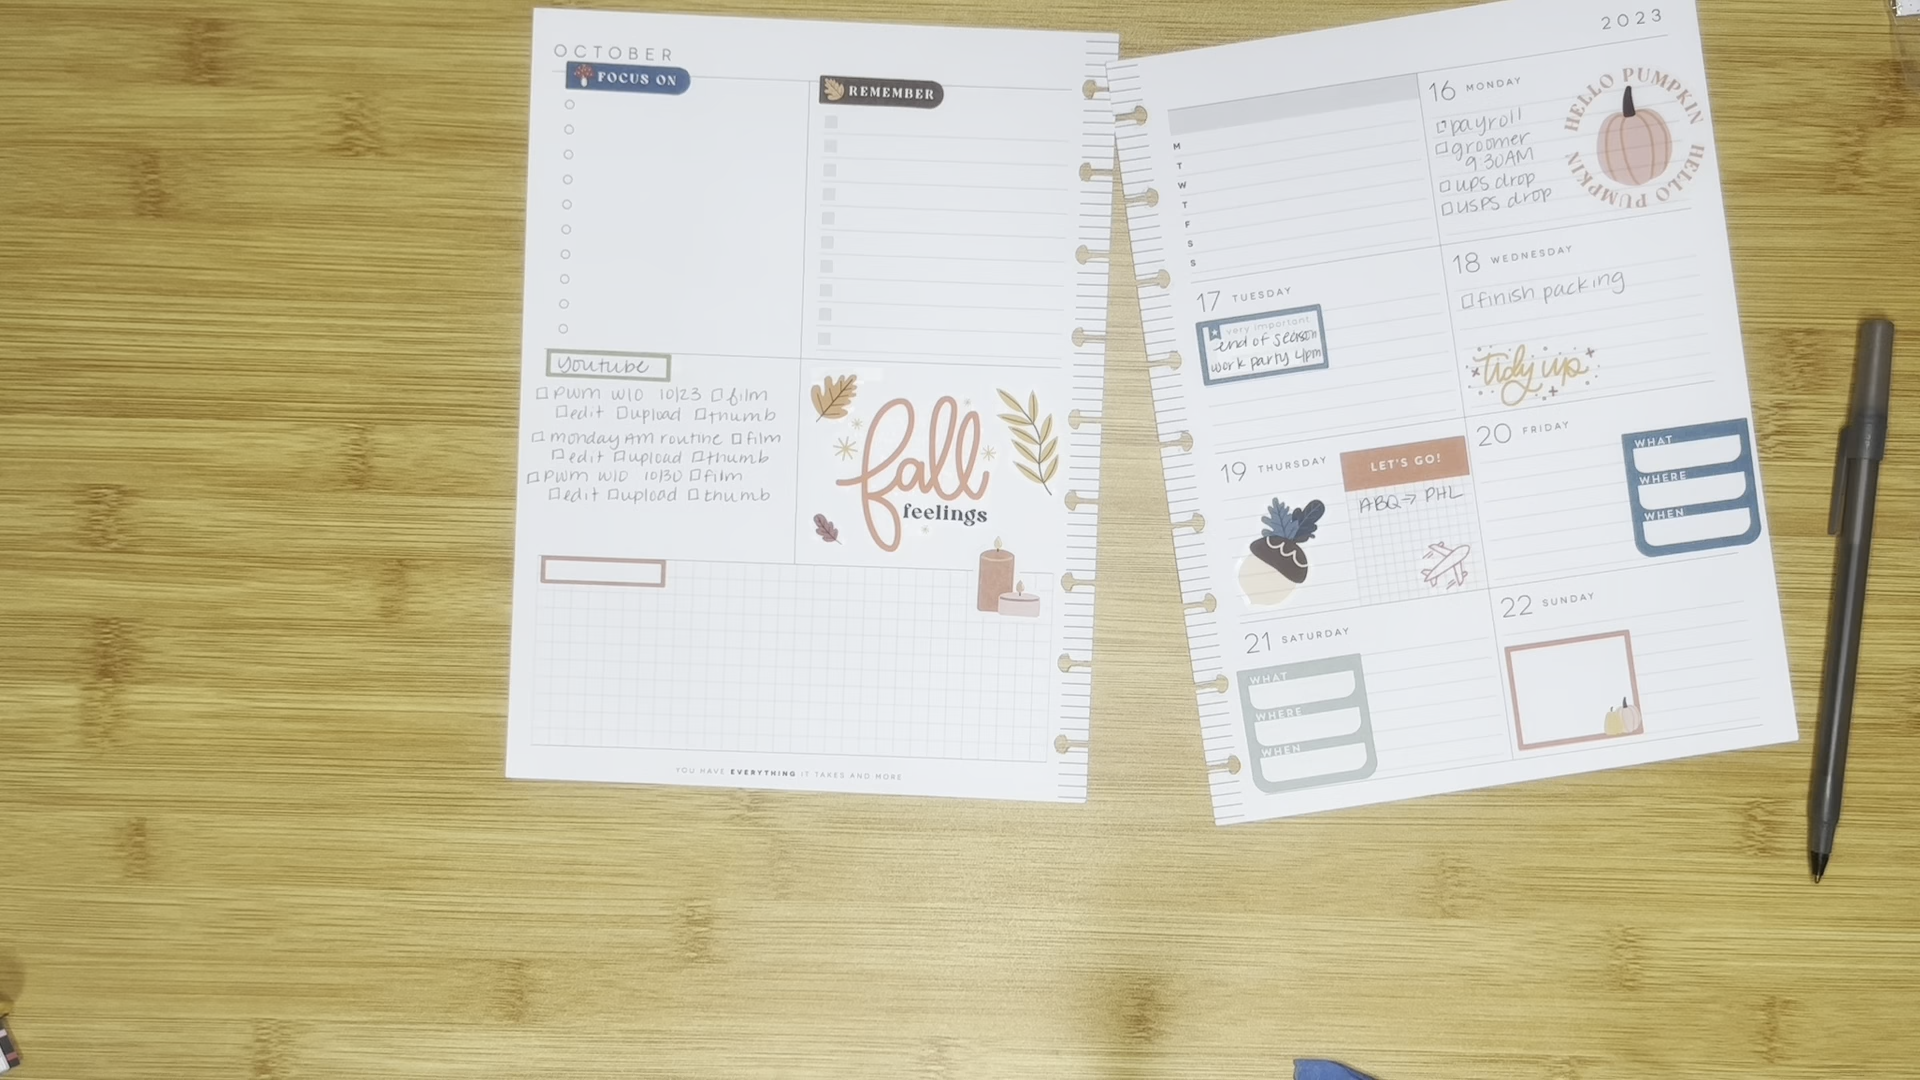 OCTOBER
FOCUS ON
REMEMBER
Youtube
PWM W/O 10/23 film
edit upload thumb
monday AM routine film
edit upload thumb
PWM W/O 10/30 film
edit upload thumb
fall
feelings
YOU HAVE EVERYTHING IT TAKES AND MORE
2023
M
T
W
T
F
S
S
16 MONDAY
payroll
groomer
9:30AM
UPS drop
USPS drop
HELLO PUMPKIN HELLO PUMPKIN
17 TUESDAY
very important
end of season
work party 4pm
18 WEDNESDAY
finish packing
tidy up
19 THURSDAY
LET'S GO!
ABQ → PHL
20 FRIDAY
WHAT
WHERE
WHEN
21 SATURDAY
WHAT
WHERE
WHEN
22 SUNDAY